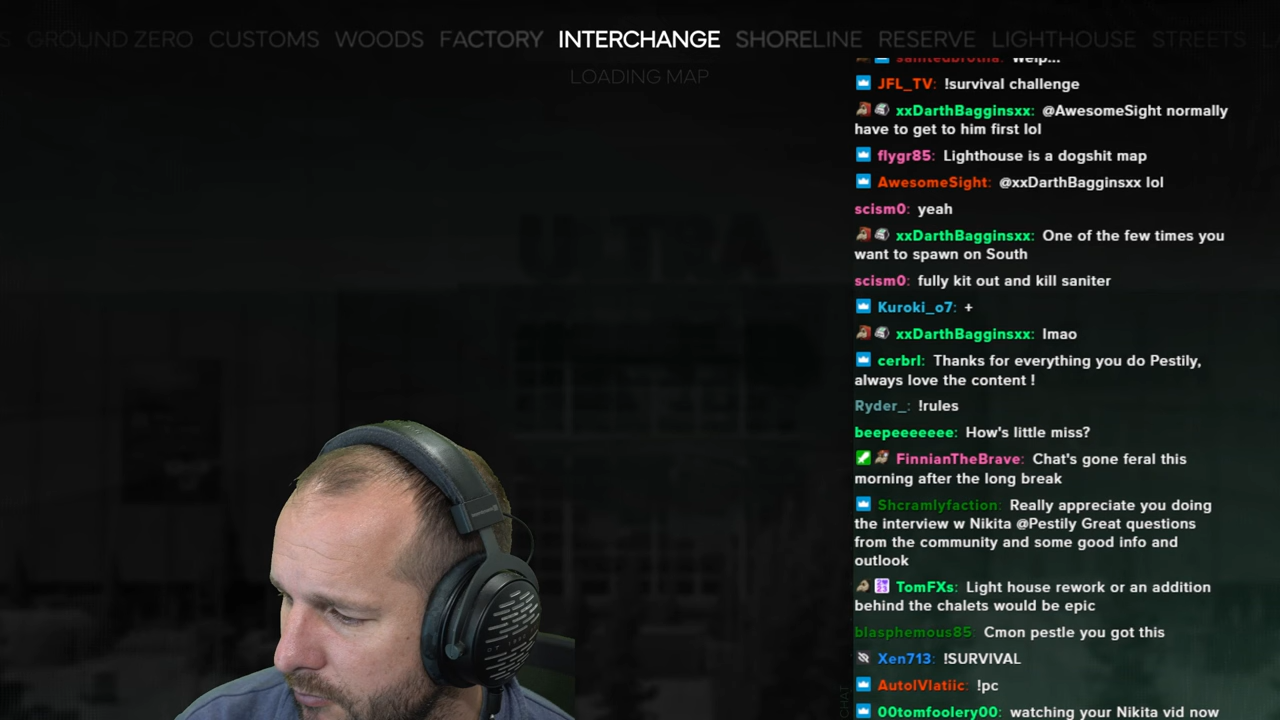 S GROUND ZERO CUSTOMS WOODS FACTORY INTERCHANGE SHORELINE RESERVE LIGHTHOUSE STREETS L
LOADING MAP
ULTRA
welp...
JFL_TV: !survival challenge
xxDarthBagginsxx: @AwesomeSight normally
have to get to him first lol
flygr85: Lighthouse is a dogshit map
AwesomeSight: @xxDarthBagginsxx lol
scism0: yeah
xxDarthBagginsxx: One of the few times you
want to spawn on South
scism0: fully kit out and kill saniter
Kuroki_o7: +
xxDarthBagginsxx: lmao
cerbrl: Thanks for everything you do Pestily,
always love the content !
Ryder_: !rules
beepeeeeeee: How's little miss?
FinnianTheBrave: Chat's gone feral this
morning after the long break
Shcramlyfaction: Really appreciate you doing
the interview w Nikita @Pestily Great questions
from the community and some good info and
outlook
TomFXs: Light house rework or an addition
behind the chalets would be epic
blasphemous85: Cmon pestle you got this
Xen713: !SURVIVAL
AutolVlatiic: !pc
00tomfoolery00: watching your Nikita vid now
CHAT